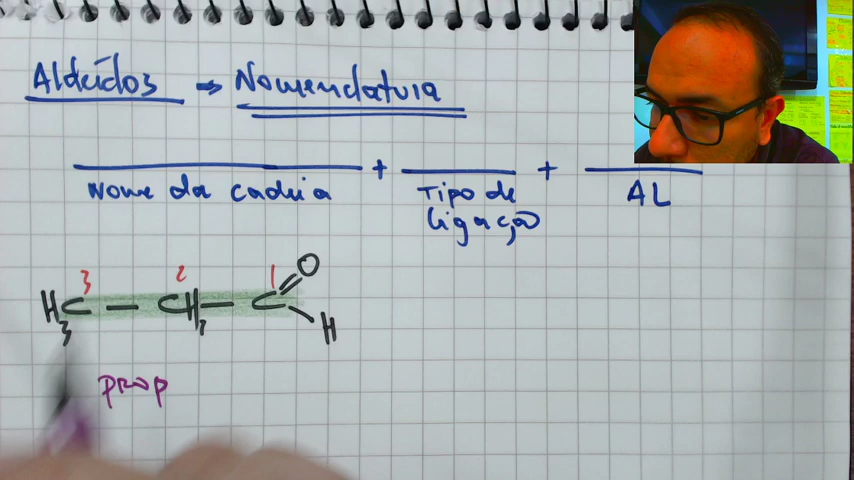 Aldeídos → Nomenclatura
+ +
Nome da cadeia Tipo de AL
ligação
3 2 1 O
H3C — CH2 — C
H
prop